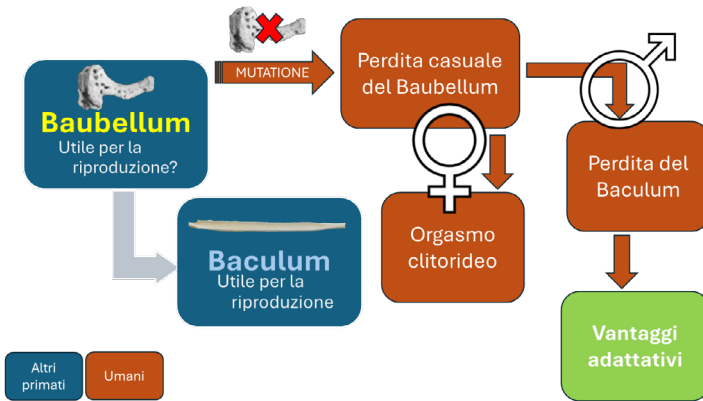 MUTATIONE
Perdita casuale
del Baubellum
Baubellum
Utile per la
riproduzione?
Perdita del
Baculum
Orgasmo
clitorideo
Baculum
Utile per la
riproduzione
Vantaggi
adattativi
Altri
primati
Umani